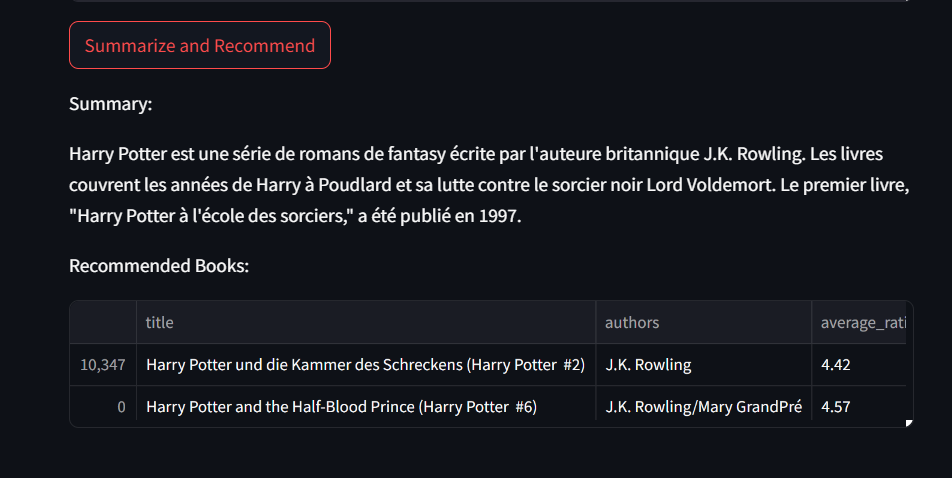 Summarize and Recommend
Summary:
Harry Potter est une série de romans de fantasy écrite par l'auteure britannique J.K. Rowling. Les livres
couvrent les années de Harry à Poudlard et sa lutte contre le sorcier noir Lord Voldemort. Le premier livre,
"Harry Potter à l'école des sorciers," a été publié en 1997.
Recommended Books:
title authors average_rati
10,347 Harry Potter und die Kammer des Schreckens (Harry Potter #2) J.K. Rowling 4.42
0 Harry Potter and the Half-Blood Prince (Harry Potter #6) J.K. Rowling/Mary GrandPré 4.57